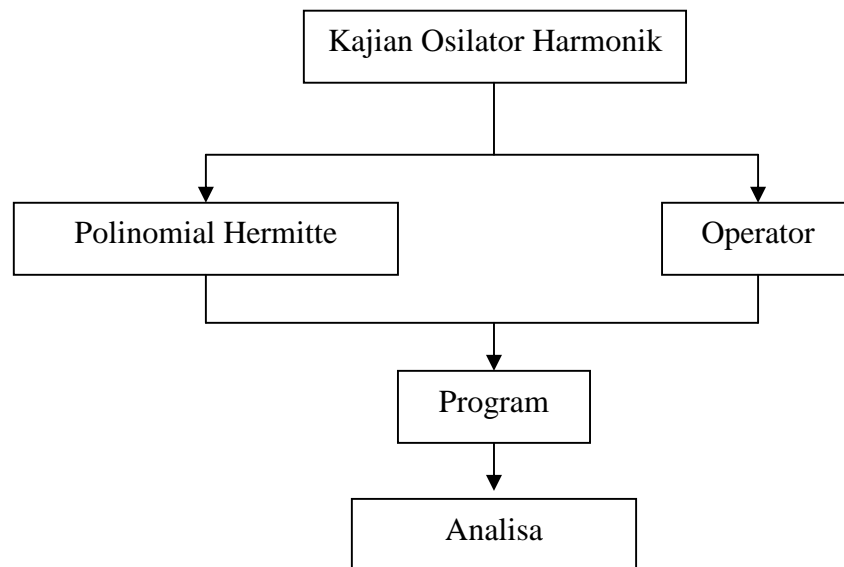 Kajian Osilator Harmonik
Polinomial Hermitte
Operator
Program
Analisa